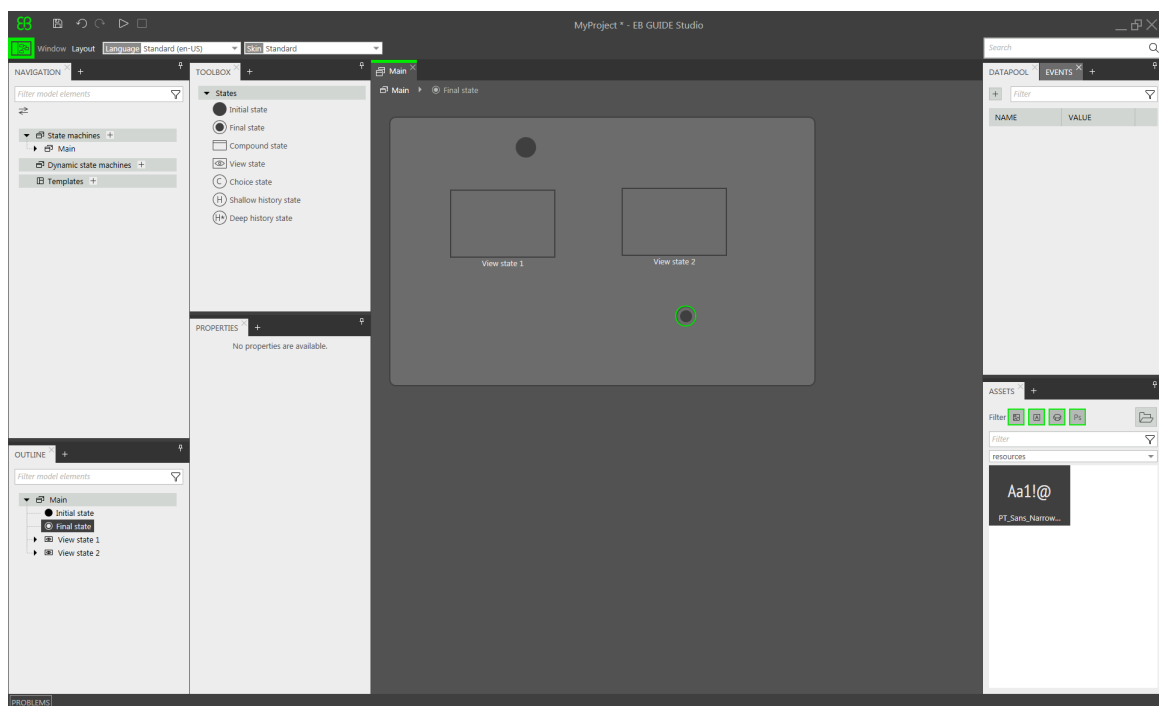 EB
MyProject * - EB GUIDE Studio
Window Layout Language Standard (en-US) Skin Standard
Search
NAVIGATION
Filter model elements
State machines
Main
Dynamic state machines
Templates
OUTLINE
Filter model elements
Main
Initial state
Final state
View state 1
View state 2
TOOLBOX
States
Initial state
Final state
Compound state
View state
C Choice state
H Shallow history state
H* Deep history state
PROPERTIES
No properties are available.
Main
Main Final state
View state 1
View state 2
DATAPOOL EVENTS
Filter
NAME VALUE
ASSETS
Filter A Ps
Filter
resources
Aa1!@
PT_Sans_Narrow...
PROBLEMS